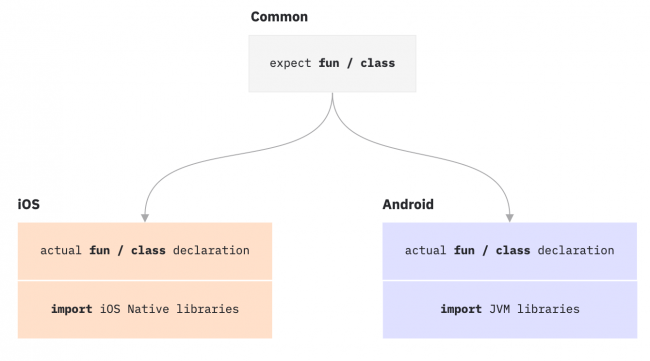 Common
expect fun / class
iOS
Android
actual fun / class declaration
actual fun / class declaration
import iOS Native libraries
import JVM libraries